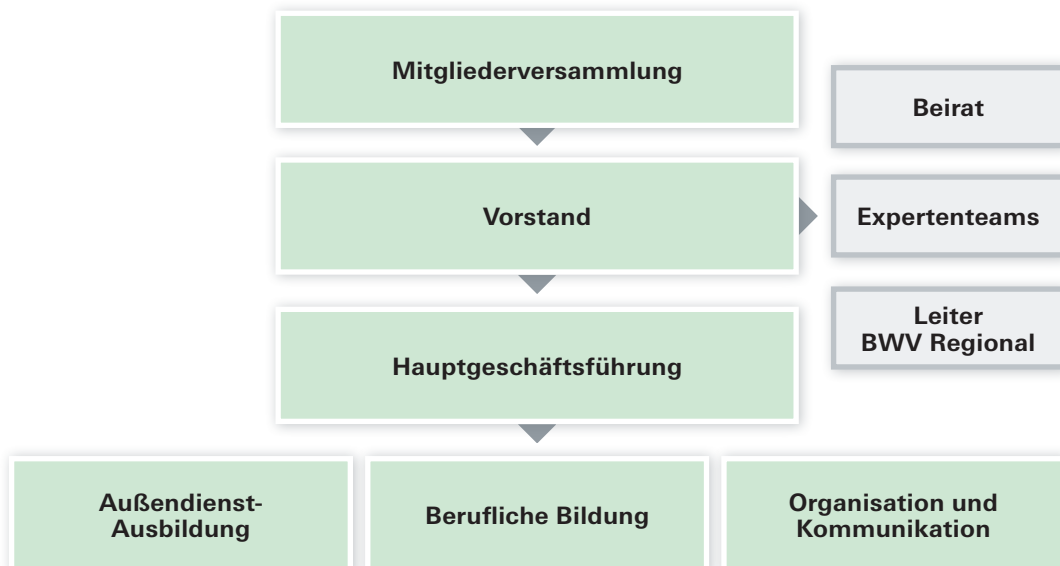 Mitgliederversammlung
Beirat
Vorstand
Expertenteams
Leiter
BWV Regional
Hauptgeschäftsführung
Außendienst-
Ausbildung
Berufliche Bildung
Organisation und
Kommunikation